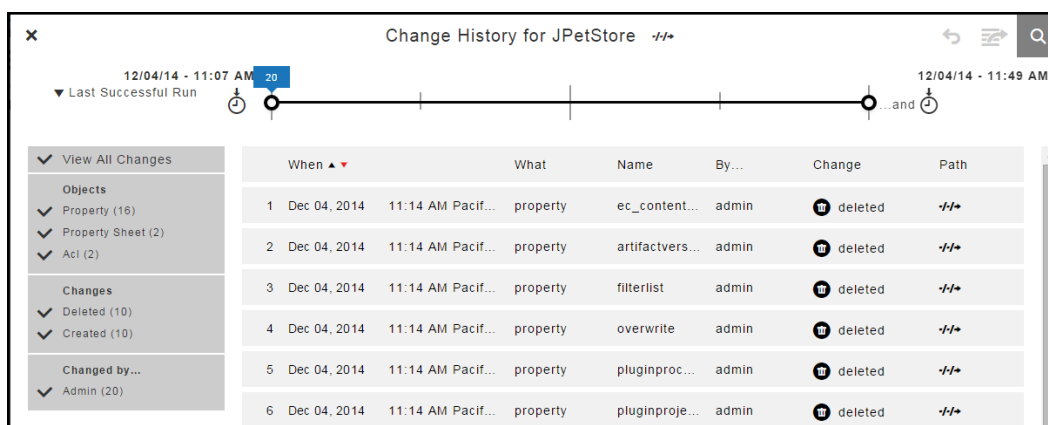 Change History for JPetStore
12/04/14 - 11:07 AM 20 12/04/14 - 11:49 AM
Last Successful Run ...and
View All Changes
Objects
Property (16)
Property Sheet (2)
Acl (2)
Changes
Deleted (10)
Created (10)
Changed by...
Admin (20)
When What Name By... Change Path
1 Dec 04, 2014 11:14 AM Pacif... property ec_content... admin deleted
2 Dec 04, 2014 11:14 AM Pacif... property artifactvers... admin deleted
3 Dec 04, 2014 11:14 AM Pacif... property filterlist admin deleted
4 Dec 04, 2014 11:14 AM Pacif... property overwrite admin deleted
5 Dec 04, 2014 11:14 AM Pacif... property pluginproc... admin deleted
6 Dec 04, 2014 11:14 AM Pacif... property pluginproje... admin deleted